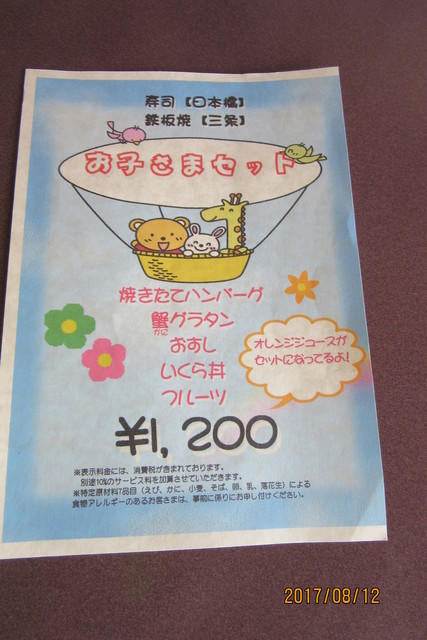 寿司【日本橋】
鉄板焼【三条】
お子さまセット
焼きたてハンバーグ
蟹グラタン
かに
おすし
いくら丼
フルーツ
オレンジジュースが
セットになってるよ!
¥1,200
※表示料金には、消費税が含まれております。
別途10%のサービス料を加算させていただきます。
※特定原材料7品目(えび、かに、小麦、そば、卵、乳、落花生)による
食物アレルギーのあるお客さまは、事前に係りにお申し付けください。
2017/08/12